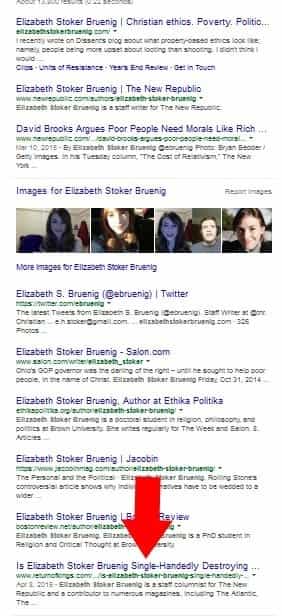 About 13,900 results (0.22 seconds)
Elizabeth Stoker Bruenig | Christian ethics. Poverty. Politic...
elizabethstokerbruenig.com/
I recently wrote on Dissent's blog about what property-based ethics look like,
namely, people being more upset about looting than shooting. I didn't think I
would ...
Clips - Units of Resistance - Years End Review - Get in Touch
Elizabeth Stoker Bruenig | The New Republic
www.newrepublic.com/authors/elizabeth-stoker-bruenig
Elizabeth Stoker Bruenig is a staff writer for The New Republic.
David Brooks Argues Poor People Need Morals Like Rich ...
www.newrepublic.com/.../david-brooks-argues-poor-people-need-moral...
Mar 10, 2015 - By Elizabeth Stoker Bruenig @ebruenig Photo: Bryan Bedder /
Getty Images. In his Tuesday column, "The Cost of Relativism," The New
York ...
Images for Elizabeth Stoker Bruenig Report images
More images for Elizabeth Stoker Bruenig
Elizabeth S. Bruenig (@ebruenig) | Twitter
https://twitter.com/ebruenig
The latest Tweets from Elizabeth S. Bruenig (@ebruenig). Staff Writer at @tnr.
Christian ... e.h.stoker@gmail.com. ... elizabethstokerbruenig.com · 326
Photos ...
Elizabeth Stoker Bruenig - Salon.com
www.salon.com/writer/elizabeth_stoker
Ohio's GOP governor was the darling of the right – until he sought to help poor
people, in the name of Christ. Elizabeth Stoker Bruenig Friday, Oct 31, 2014 ...
Elizabeth Stoker Bruenig, Author at Ethika Politika
ethikapolitika.org/author/elizabeth-stoker-bruenig/
Elizabeth Stoker Bruenig is a doctoral student in religion, philosophy, and
politics at Brown University. She writes regularly for The Week and Salon. 8.
Articles ...
Elizabeth Stoker Bruenig | Jacobin
https://www.jacobinmag.com/author/elizabeth-stoker-bruenig/
The Personal and the Political · Eliz Stoker Bruenig. Rolling Stone's
controversial article shows why indiv narratives have to be wedded to a
wider ...
Elizabeth Stoker Bruenig | Bo Review
bostonreview.net/author/elizabeth
Elizabeth Stoker Bruenig. Eliza Bruenig is a PhD student in
Religion and Critical Thought at Brow University
Is Elizabeth Stoker Bruenig Single-Handedly Destroying ...
www.returnofkings.com/.../is-elizabeth-stoker-bruenig-single-handedly-...
Apr 3, 2015 - Elizabeth Stoker Bruenig is a staff columnist for The New
Republic and a contributor to numerous magazines, including The Atlantic,
The ...